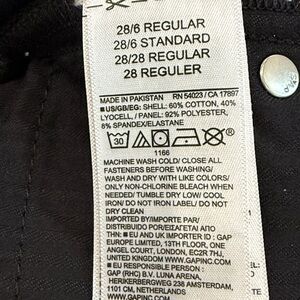 28/6 REGULAR
28/6 STANDARD
28/28 REGULAR
28 REGULER
MADE IN PAKISTAN RN 54023 / CA 17897
■US/GB/EG: SHELL: 60% COTTON, 40%
LYOCELL, / PANEL: 92% POLYESTER,
8% SPANDEX/ELASTANE
30
1166
MACHINE WASH COLD/ CLOSE ALL
FASTENERS BEFORE WASHING/
WASH AND DRY WITH LIKE COLORS/
ONLY NON-CHLORINE BLEACH WHEN
NEEDED/ TUMBLE DRY LOW/ COOL
IRON/ DO NOT IRON LABEL/ DO NOT
DRY CLEAN
IMPORTED BY/IMPORTE PAR/
DISTRIBUIDO POR/ΕΙΣΑΓΕΤΑΙ ΑΠΟ
THN: ■ EU AND UK IMPORTER ID : GAP
EUROPE LIMITED, 13TH FLOOR, ONE
ANGEL COURT, LONDON, EC2R 7HJ,
UNITED KINGDOM WWW.GAPINC.COM
■ EU RESPONSIBLE PERSON :
GAP (RHC) B.V. LUNA ARENA,
HERIKERBERGWEG 238 AMSTERDAM,
1101 CM, NETHERLANDS
WWW.GAPINC.COM